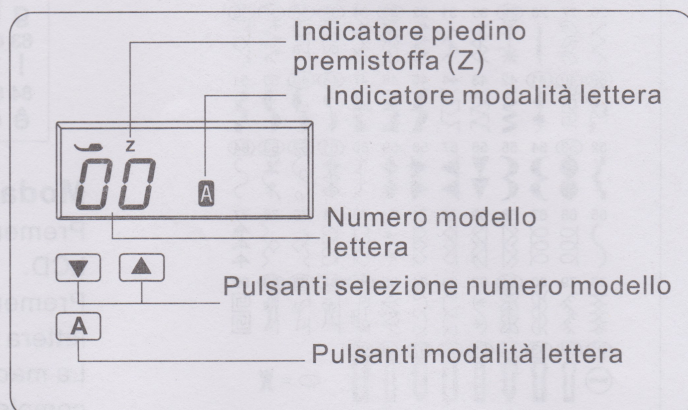 Indicatore piedino
premistoffa (Z)
Indicatore modalità lettera
Z
00
A
Numero modello
lettera
Pulsanti selezione numero modello
A
Pulsanti modalità lettera